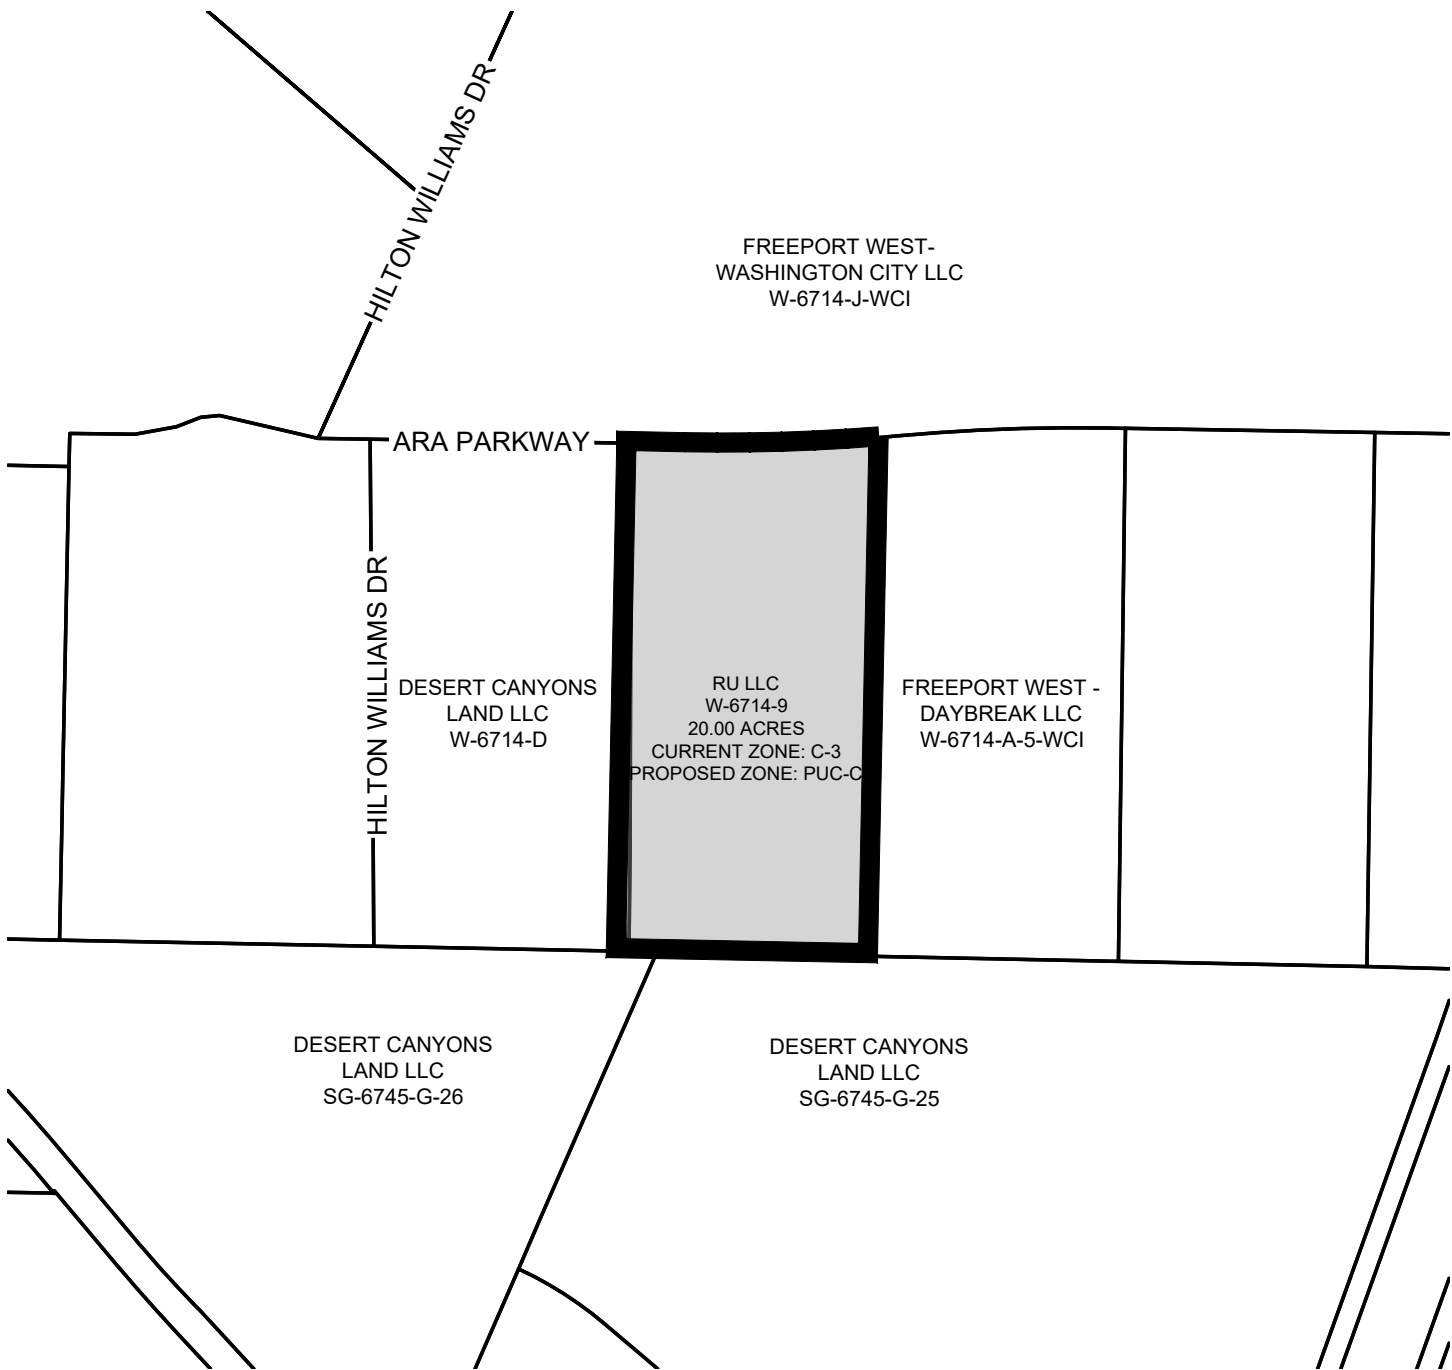 HILTON WILLIAMS DR
FREEPORT WEST-
WASHINGTON CITY LLC
W-6714-J-WCI
ARA PARKWAY
HILTON WILLIAMS DR
DESERT CANYONS
LAND LLC
W-6714-D
RU LLC
W-6714-9
20.00 ACRES
CURRENT ZONE: C-3
PROPOSED ZONE: PUC-C
FREEPORT WEST -
DAYBREAK LLC
W-6714-A-5-WCI
DESERT CANYONS
LAND LLC
SG-6745-G-26
DESERT CANYONS
LAND LLC
SG-6745-G-25